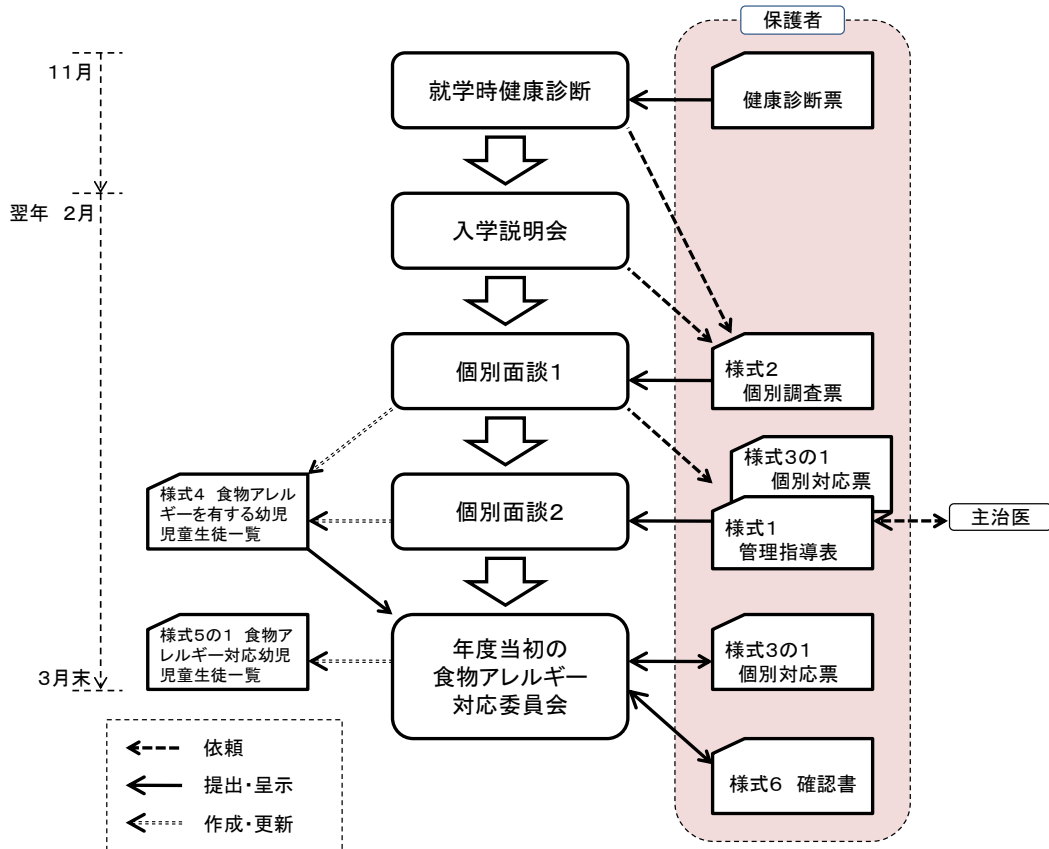 保護者
11月
就学時健康診断
健康診断票
翌年 2月
入学説明会
個別面談1
様式2
個別調査票
様式3の1
個別対応票
様式4 食物アレル
ギーを有する幼児
児童生徒一覧
個別面談2
様式1
管理指導表
主治医
様式5の1 食物ア
レルギー対応幼児
児童生徒一覧
3月末
年度当初の
食物アレルギー
対応委員会
様式3の1
個別対応票
依頼
提出・呈示
作成・更新
様式6 確認書